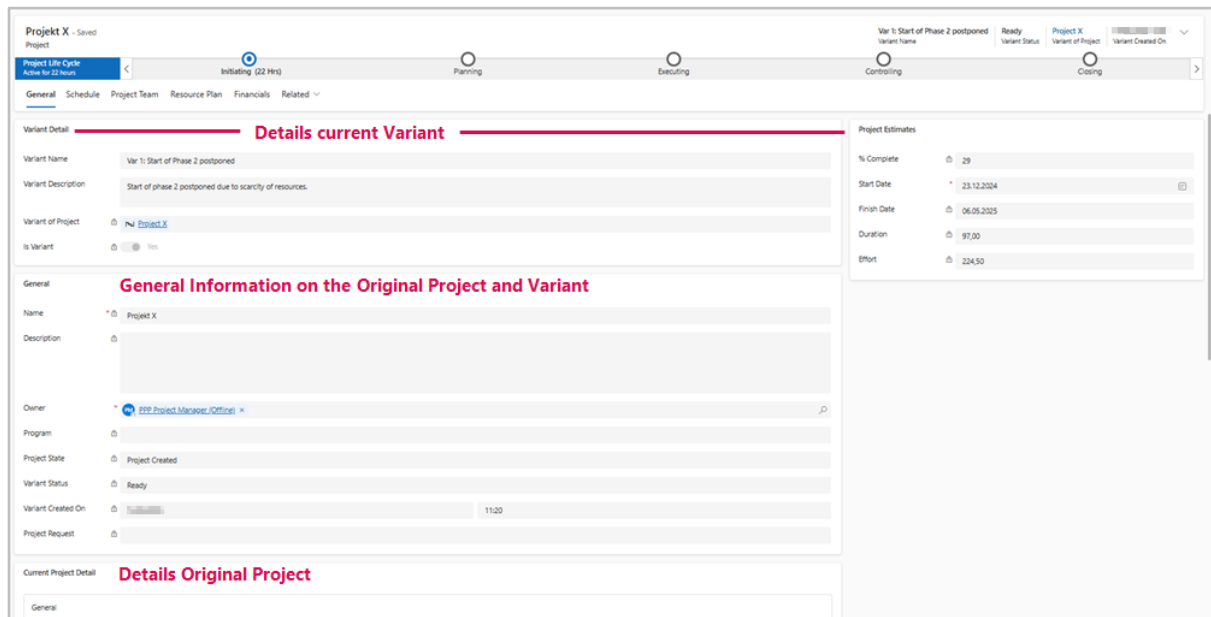 Projekt X - Saved
Project
Var 1: Start of Phase 2 postponed
Variant Name
Ready
Variant Status
Project X
Variant of Project
Variant Created On
Project Life Cycle
Active for 22 hours
Initiating (22 Hrs)
Planning
Executing
Controlling
Closing
General Schedule Project Team Resource Plan Financials Related
Variant Detail
Details current Variant
Variant Name
Var 1: Start of Phase 2 postponed
Variant Description
Start of phase 2 postponed due to scarcity of resources.
Variant of Project
Project X
Is Variant
Yes
Project Estimates
% Complete
29
Start Date * 23.12.2024
Finish Date
06.05.2025
Duration
97,00
Effort
224,50
General
General Information on the Original Project and Variant
Name *
Projekt X
Description
Owner *
PM
PPP Project Manager (Offline) ×
Program
Project State
Project Created
Variant Status
Ready
Variant Created On
11:20
Project Request
Current Project Detail
Details Original Project
General